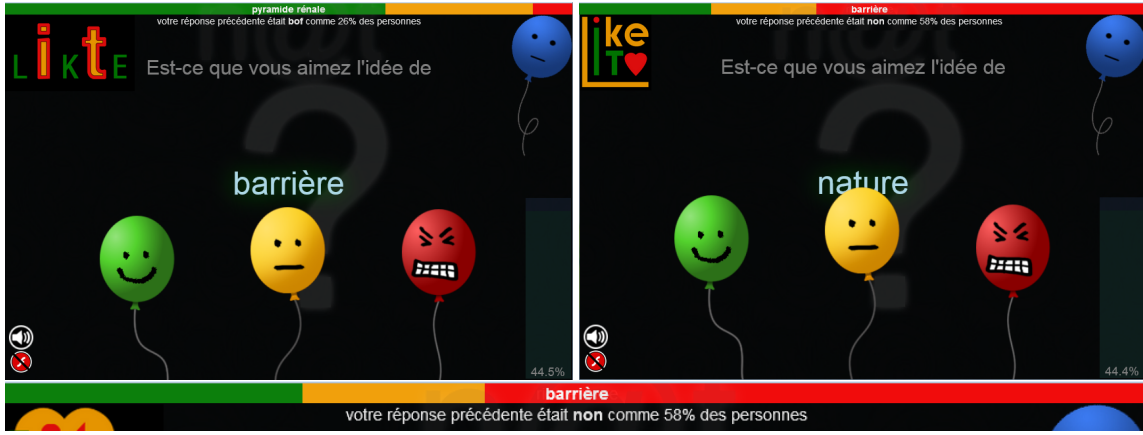 pyramide rénale
votre réponse précédente était bof comme 26% des personnes
LiktE
Est-ce que vous aimez l'idée de
barrière
44.5%
barrière
votre réponse précédente était non comme 58% des personnes
like
IT
Est-ce que vous aimez l'idée de
nature
44.4%
barrière
votre réponse précédente était non comme 58% des personnes